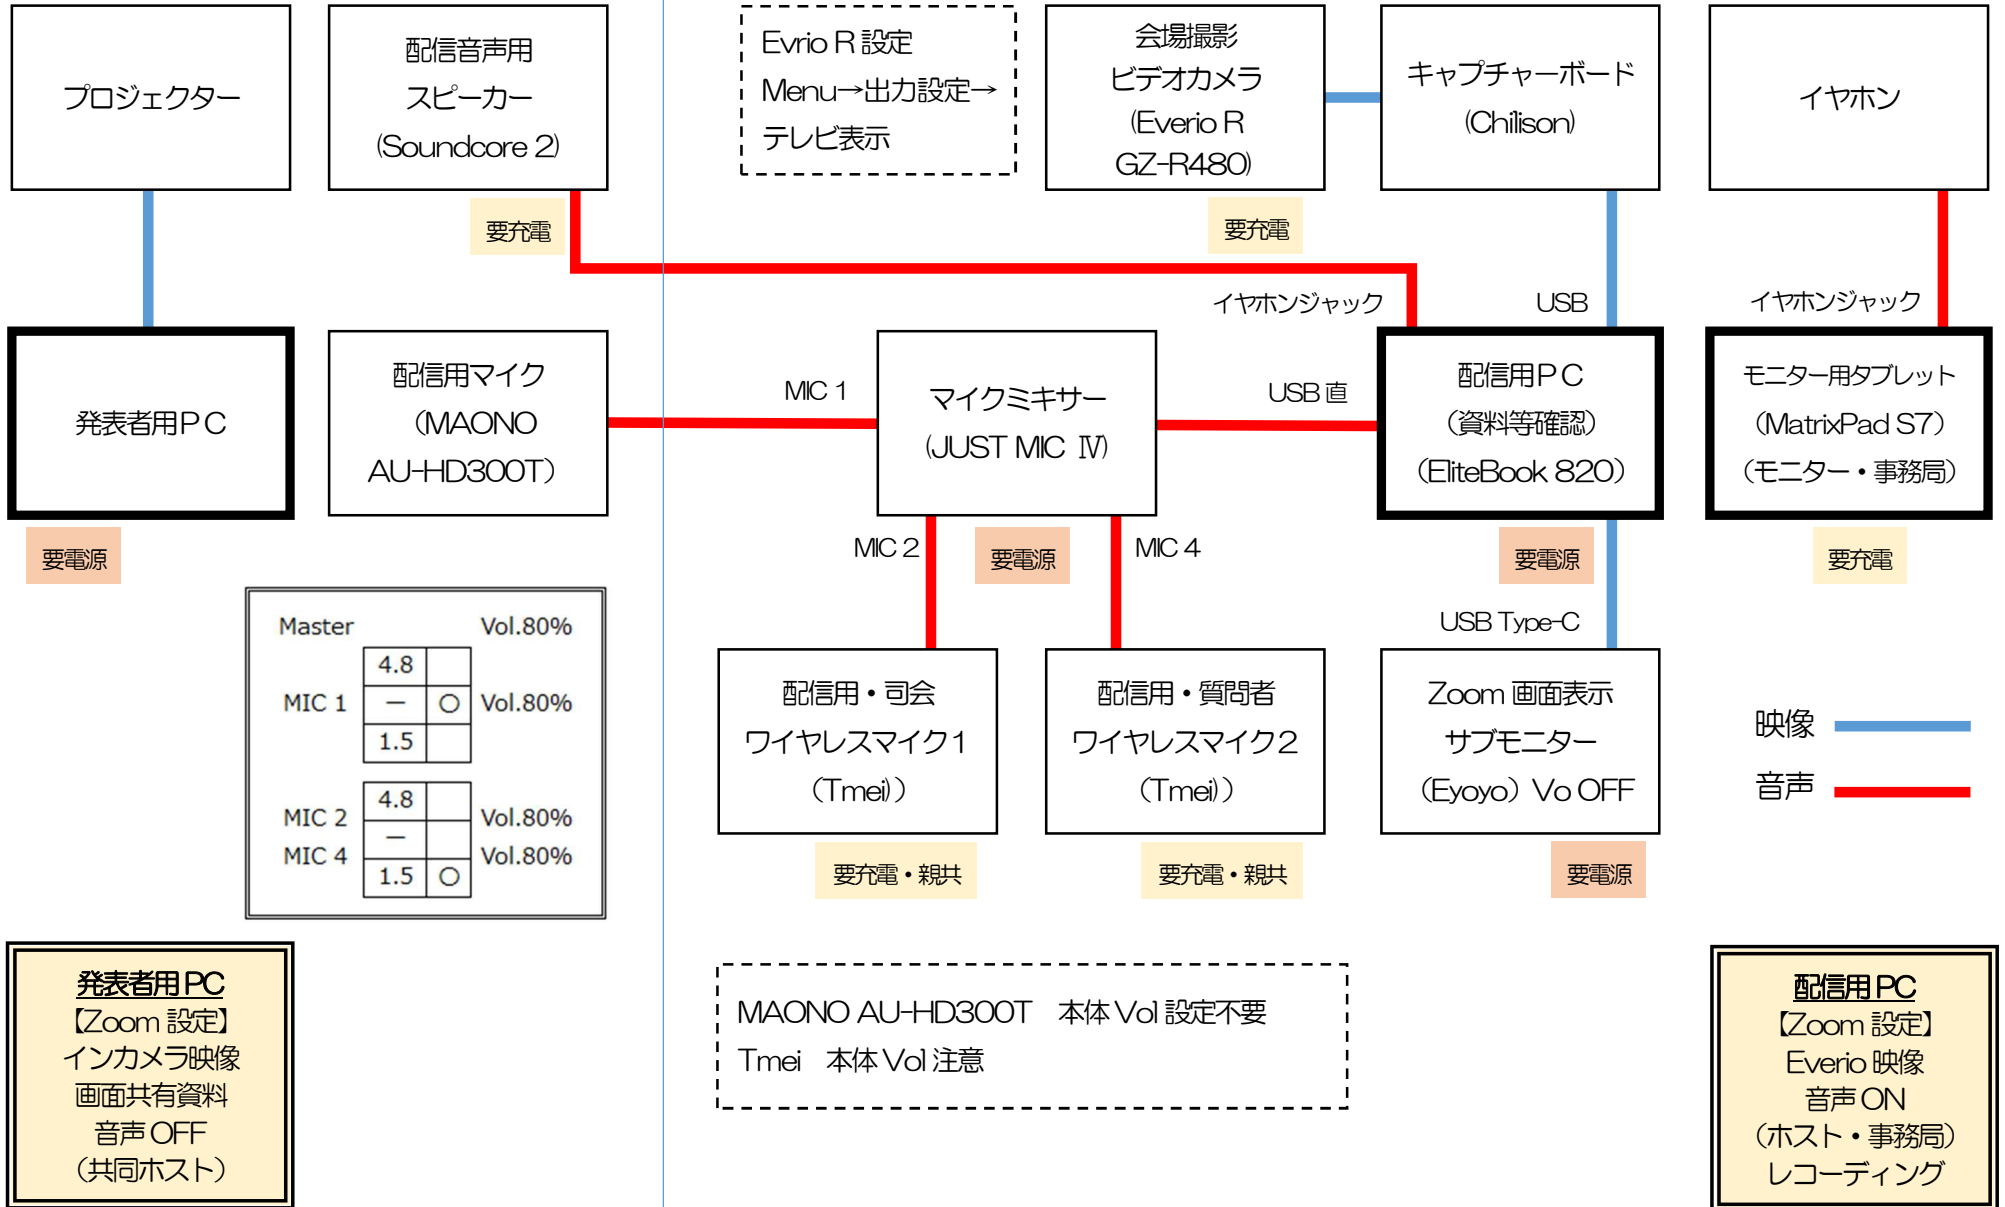 プロジェクター
配信音声用
スピーカー
(Soundcore 2)
Evrio R 設定
Menu→出力設定→
テレビ表示
会場撮影
ビデオカメラ
(Everio R
GZ-R480)
キャプチャーボード
(Chilison)
イヤホン
要充電
要充電
イヤホンジャック
USB
イヤホンジャック
発表者用PC
配信用マイク
(MAONO
AU-HD300T)
MIC 1
マイクミキサー
(JUST MIC Ⅳ)
USB 直
配信用PC
(資料等確認)
(EliteBook 820)
モニター用タブレット
(MatrixPad S7)
(モニター・事務局)
要電源
MIC 2
要電源
MIC 4
要電源
要充電
USB Type-C
Master Vol.80%
4.8
MIC 1 － ○ Vol.80%
1.5
4.8
MIC 2 Vol.80%
－
MIC 4 Vol.80%
1.5 ○
配信用・司会
ワイヤレスマイク1
(Tmei))
配信用・質問者
ワイヤレスマイク2
(Tmei))
Zoom 画面表示
サブモニター
(Eyoyo) Vo OFF
映像
音声
要充電・親共
要充電・親共
要電源
発表者用 PC
【Zoom 設定】
インカメラ映像
画面共有資料
音声 OFF
(共同ホスト)
MAONO AU-HD300T　本体 Vol 設定不要
Tmei　本体 Vol 注意
配信用 PC
【Zoom 設定】
Everio 映像
音声 ON
(ホスト・事務局)
レコーディング